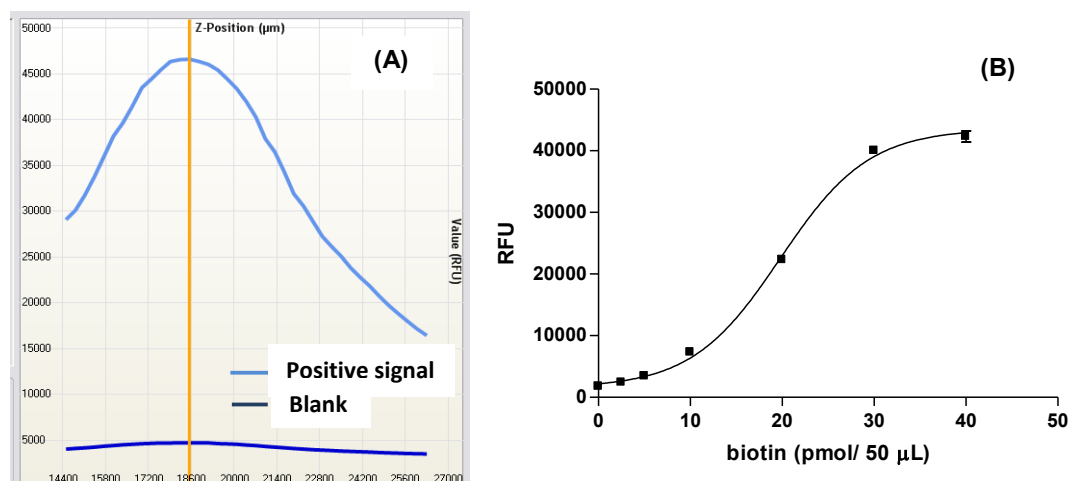 Z-Position (µm)
(A)
50000
45000
40000
35000
30000
25000
20000
15000
10000
5000
Value (RFU)
Positive signal
Blank
14400 15800 17200 18600 20000 21400 22800 24200 25600 27000
(B)
50000
40000
30000
20000
10000
0
RFU
0 10 20 30 40 50
biotin (pmol/ 50 µL)